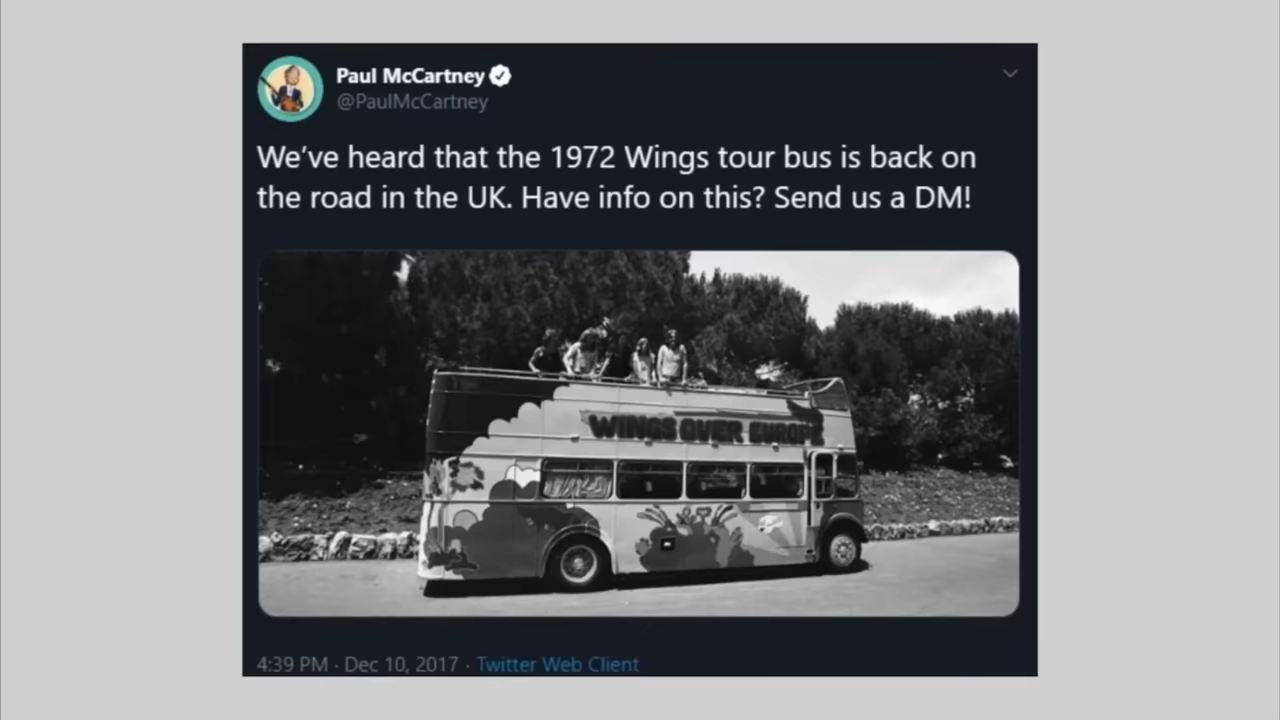 Paul McCartney
@PaulMcCartney
We’ve heard that the 1972 Wings tour bus is back on
the road in the UK. Have info on this? Send us a DM!
WINGS OVER EUROPE
4:39 PM · Dec 10, 2017 · Twitter Web Client